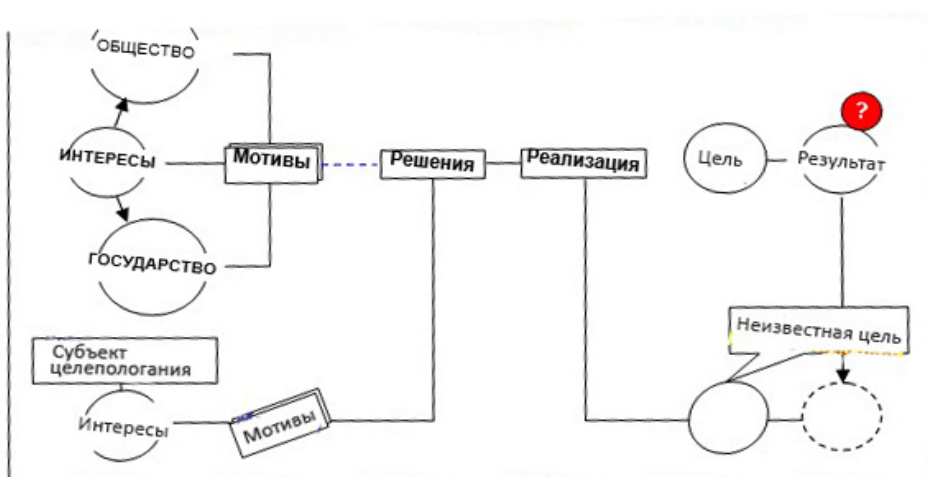 ОБЩЕСТВО
ИНТЕРЕСЫ
Мотивы
Решения
Реализация
Цель
Результат
?
ГОСУДАРСТВО
Неизвестная цель
Субъект
целепологания
Интересы
Мотивы